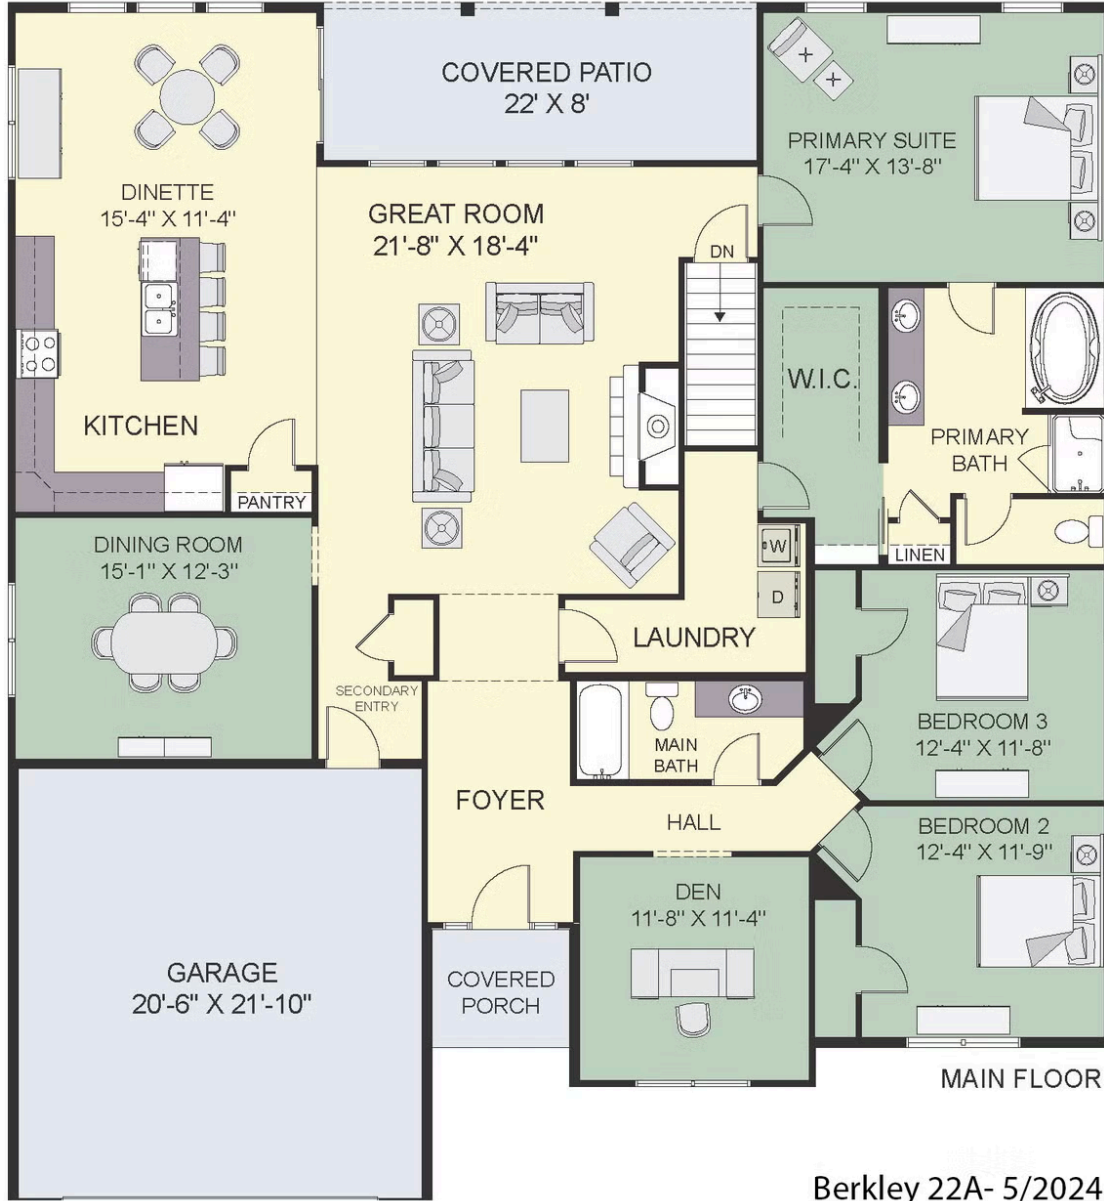 COVERED PATIO
22' X 8'
PRIMARY SUITE
17'-4" X 13'-8"
DINETTE
15'-4" X 11'-4"
GREAT ROOM
21'-8" X 18'-4"
DN
W.I.C.
KITCHEN
PRIMARY
BATH
PANTRY
DINING ROOM
15'-1" X 12'-3"
W
LINEN
D
LAUNDRY
SECONDARY
ENTRY
BEDROOM 3
12'-4" X 11'-8"
MAIN
BATH
FOYER
HALL
BEDROOM 2
12'-4" X 11'-9"
DEN
11'-8" X 11'-4"
GARAGE
20'-6" X 21'-10"
COVERED
PORCH
MAIN FLOOR
Berkley 22A- 5/2024